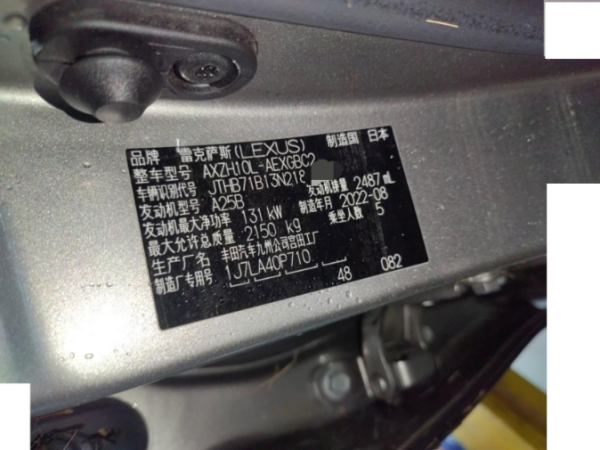 品牌 雷克萨斯(LEXUS) 制造国 日本
整车型号 AXZH10L-AEXGBC2
车辆识别代号 JTHB71B13N218
发动机型号 A25B 发动机排量 2487 mL
发动机最大净功率 131 kW 制造年月 2022-08
最大允许总质量 2150 kg 乘坐人数 5
生产厂名 丰田汽车九州公司宫田工厂
制造厂专用号 1J7LA40P710
48 082